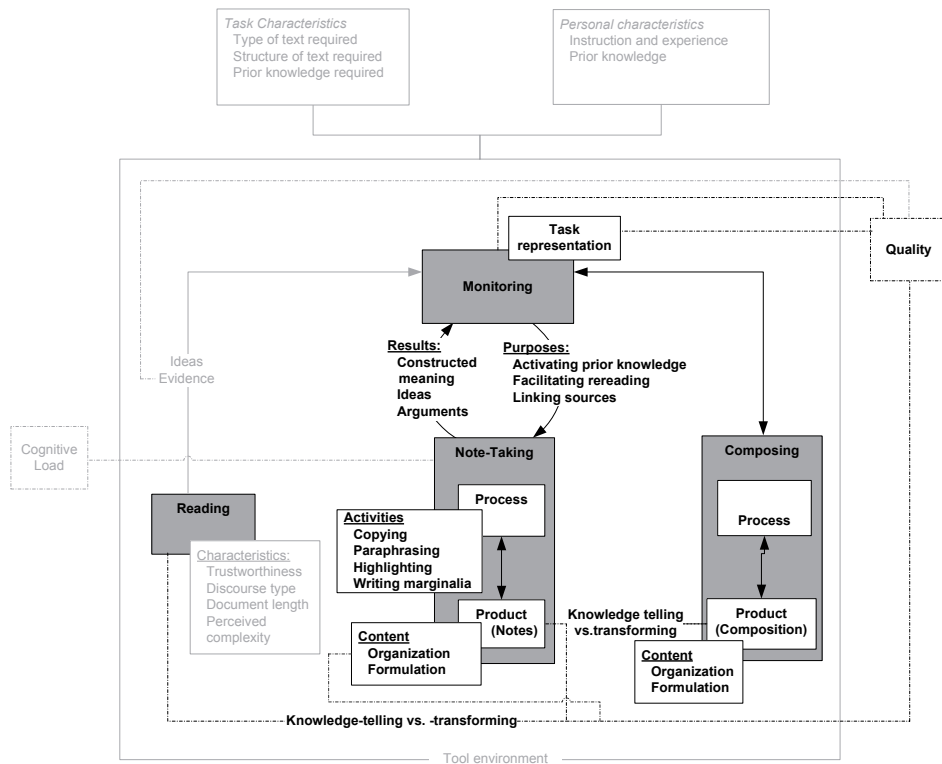 Task Characteristics
Type of text required
Structure of text required
Prior knowledge required
Personal characteristics
Instruction and experience
Prior knowledge
Task
representation
Quality
Monitoring
Results:
Constructed
meaning
Ideas
Arguments
Purposes:
Activating prior knowledge
Facilitating rereading
Linking sources
Ideas
Evidence
Cognitive
Load
Note-Taking
Composing
Reading
Process
Process
Activities
Copying
Paraphrasing
Highlighting
Writing marginalia
Characteristics:
Trustworthiness
Discourse type
Document length
Perceived
complexity
Product
(Notes)
Knowledge telling
vs.transforming
Product
(Composition)
Content
Organization
Formulation
Content
Organization
Formulation
Knowledge-telling vs. -transforming
Tool environment